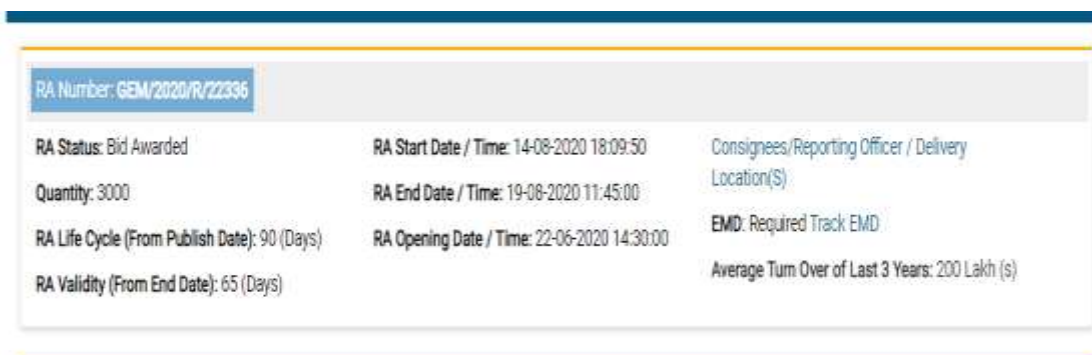 RA Number: GEM/2020/R/22336
RA Status: Bid Awarded
Quantity: 3000
RA Life Cycle (From Publish Date): 90 (Days)
RA Validity (From End Date): 65 (Days)
RA Start Date / Time: 14-08-2020 18:09:50
RA End Date / Time: 19-08-2020 11:45:00
RA Opening Date / Time: 22-06-2020 14:30:00
Consignees/Reporting Officer / Delivery
Location(S)
EMD: Required Track EMD
Average Turn Over of Last 3 Years: 200 Lakh (s)